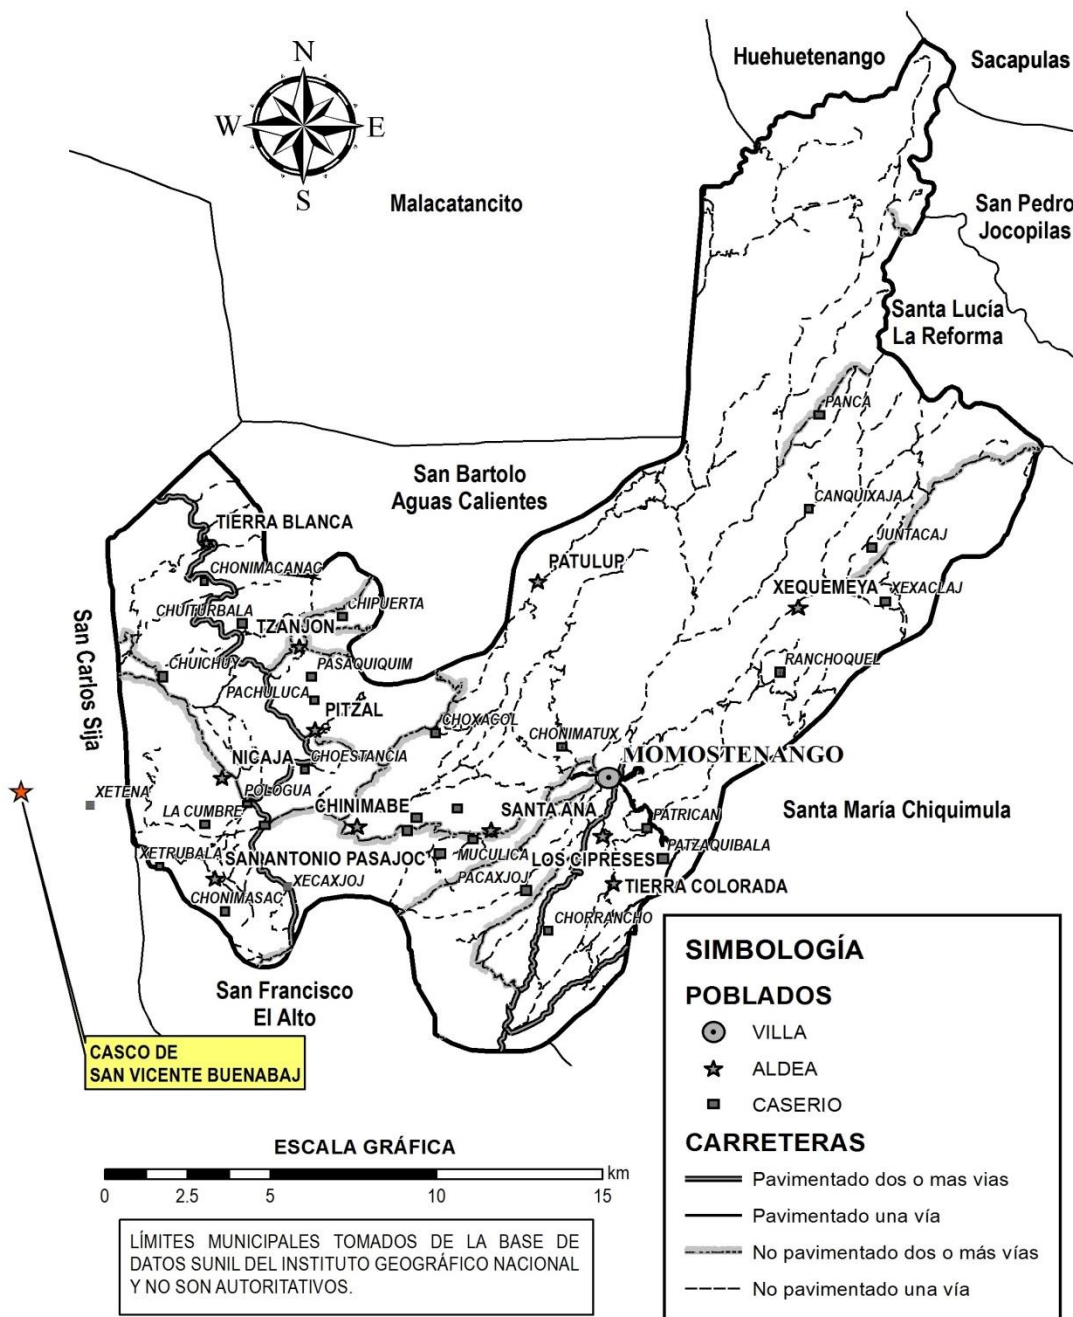 Huehuetenango
Sacapulas
N
W
E
S
Malacatancito
San Pedro
Jocopilas
Santa Lucía
La Reforma
PANCA
San Bartolo
Aguas Calientes
CANQUIXAJA
TIERRA BLANCA
JUNTACAJ
CHONIMACANAC
PATULUP
XEQUEMEYA
XEXACLAJ
CHIPUERTA
CHUITURBALA
TZANJON
San Carlos Sija
CHUICHUY
PASAQUIQUIM
RANCHOQUEL
PACHULUCA
PITZAL
CHOXACOL
CHONIMATUX
NICAJA
CHOESTANCIA
MOMOSTENANGO
XETENA
POLOGUA
LA CUMBRE
CHINIMABE
SANTA ANA
PATRICAN
Santa María Chiquimula
XETRUBALA
SAN ANTONIO PASAJOC
MUCULICA
LOS CIPRESES
PATZAQUIBALA
XECAXJOJ
PACAXJOJ
TIERRA COLORADA
CHONIMASAC
CHORRANCHO
San Francisco
El Alto
CASCO DE
SAN VICENTE BUENABAJ
SIMBOLOGÍA
POBLADOS
VILLA
ALDEA
CASERIO
CARRETERAS
Pavimentado dos o mas vias
Pavimentado una vía
No pavimentado dos o más vías
No pavimentado una vía
ESCALA GRÁFICA
km
0 2.5 5 10 15
LÍMITES MUNICIPALES TOMADOS DE LA BASE DE
DATOS SUNIL DEL INSTITUTO GEOGRÁFICO NACIONAL
Y NO SON AUTORITATIVOS.